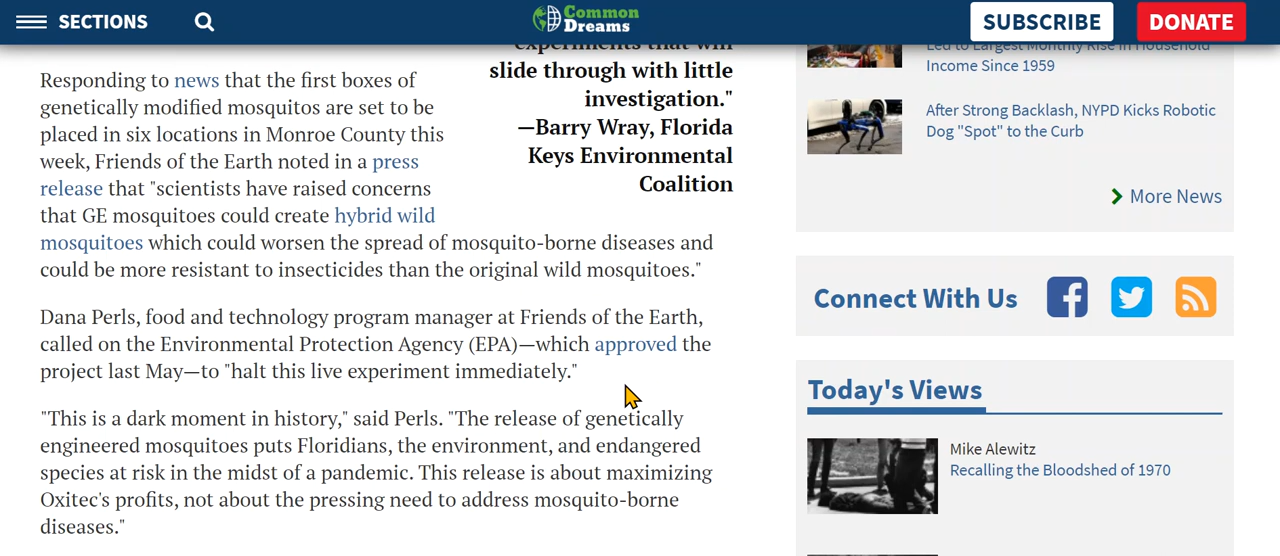 SECTIONS
Common
Dreams
SUBSCRIBE
DONATE
experiments that will
slide through with little
investigation."
—Barry Wray, Florida
Keys Environmental
Coalition
Responding to news that the first boxes of
genetically modified mosquitos are set to be
placed in six locations in Monroe County this
week, Friends of the Earth noted in a press
release that "scientists have raised concerns
that GE mosquitoes could create hybrid wild
mosquitoes which could worsen the spread of mosquito-borne diseases and
could be more resistant to insecticides than the original wild mosquitoes."
Dana Perls, food and technology program manager at Friends of the Earth,
called on the Environmental Protection Agency (EPA)—which approved the
project last May—to "halt this live experiment immediately."
"This is a dark moment in history," said Perls. "The release of genetically
engineered mosquitoes puts Floridians, the environment, and endangered
species at risk in the midst of a pandemic. This release is about maximizing
Oxitec's profits, not about the pressing need to address mosquito-borne
diseases."
Led to Largest Monthly Rise in Household
Income Since 1959
After Strong Backlash, NYPD Kicks Robotic
Dog "Spot" to the Curb
More News
Connect With Us
Today's Views
Mike Alewitz
Recalling the Bloodshed of 1970